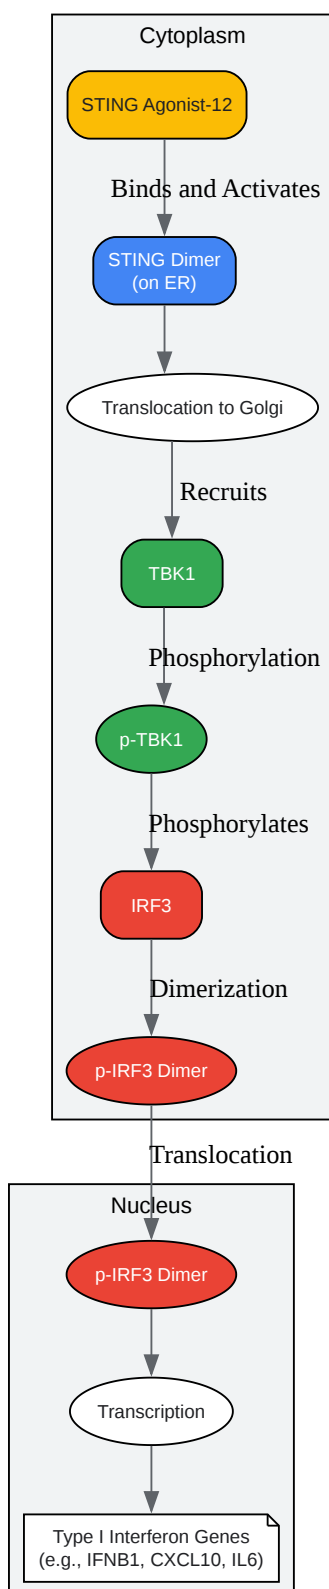 Cytoplasm
STING Agonist-12
Binds and Activates
STING Dimer
(on ER)
Translocation to Golgi
Recruits
TBK1
Phosphorylation
p-TBK1
Phosphorylates
IRF3
Dimerization
p-IRF3 Dimer
Translocation
Nucleus
p-IRF3 Dimer
Transcription
Type I Interferon Genes
(e.g., IFNB1, CXCL10, IL6)